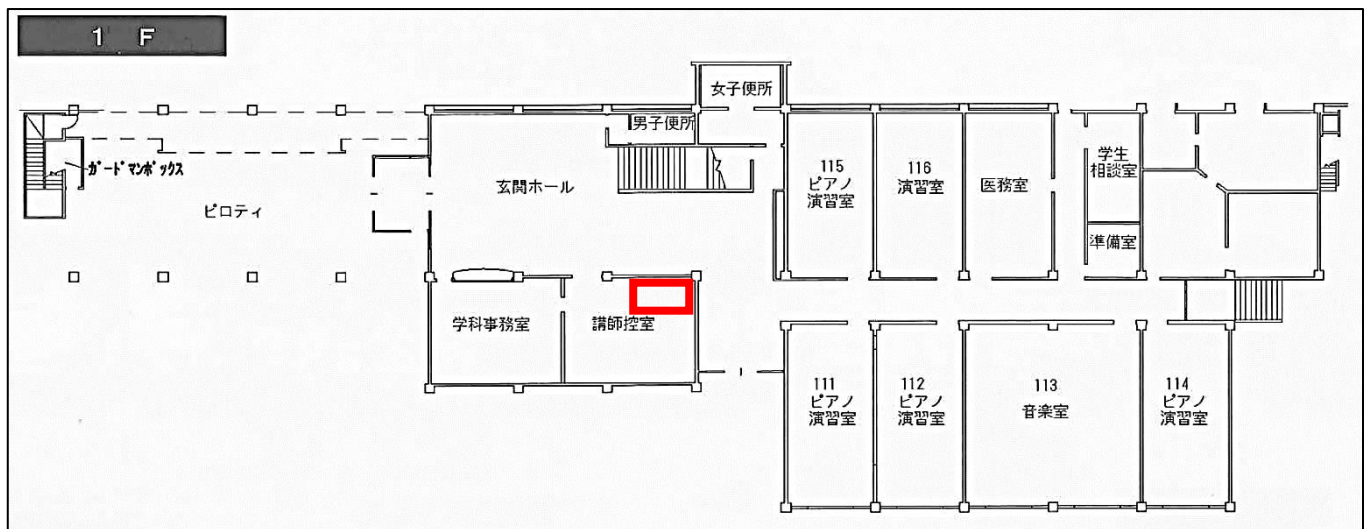 1 F
女子便所
男子便所
ガードマンボックス
ピロティ
玄関ホール
115
ピアノ
演習室
116
演習室
医務室
学生
相談室
準備室
学科事務室
講師控室
111
ピアノ
演習室
112
ピアノ
演習室
113
音楽室
114
ピアノ
演習室